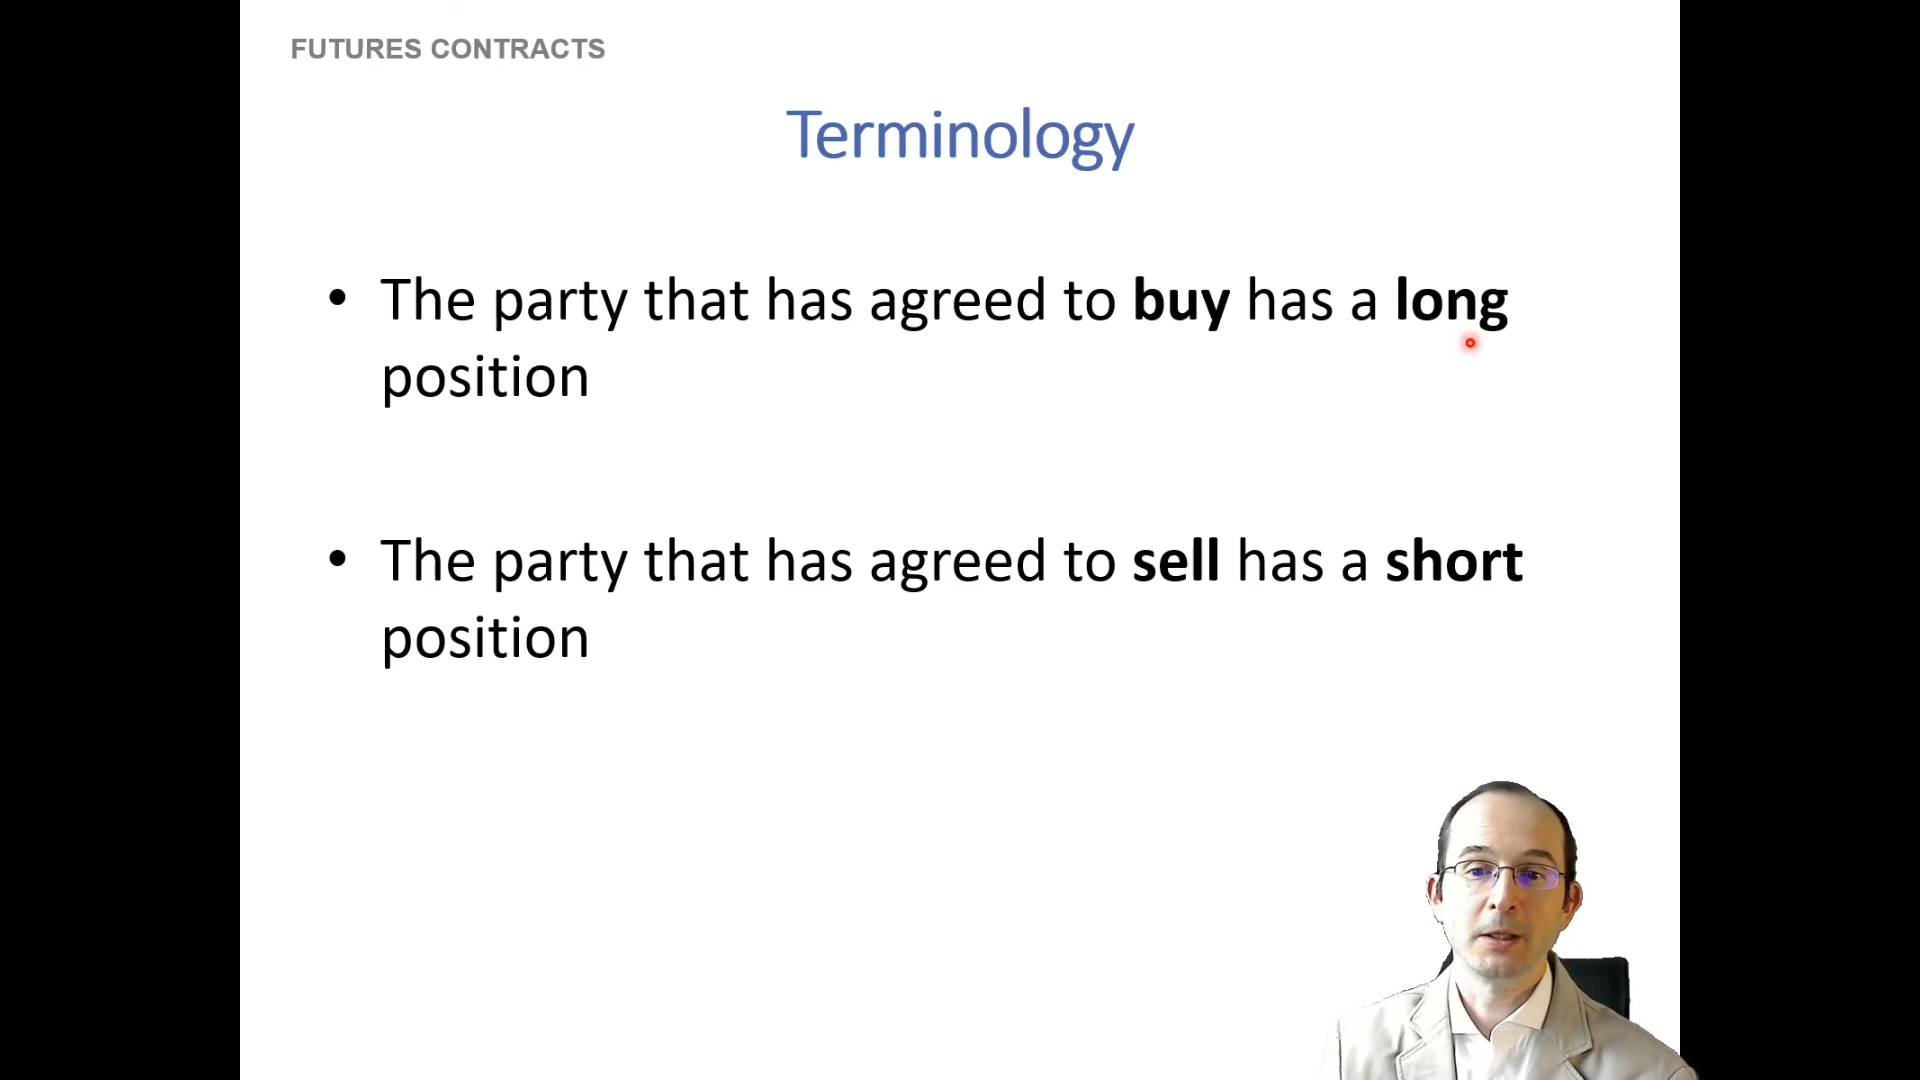 FUTURES CONTRACTS
Terminology
• The party that has agreed to buy has a long
position
• The party that has agreed to sell has a short
position